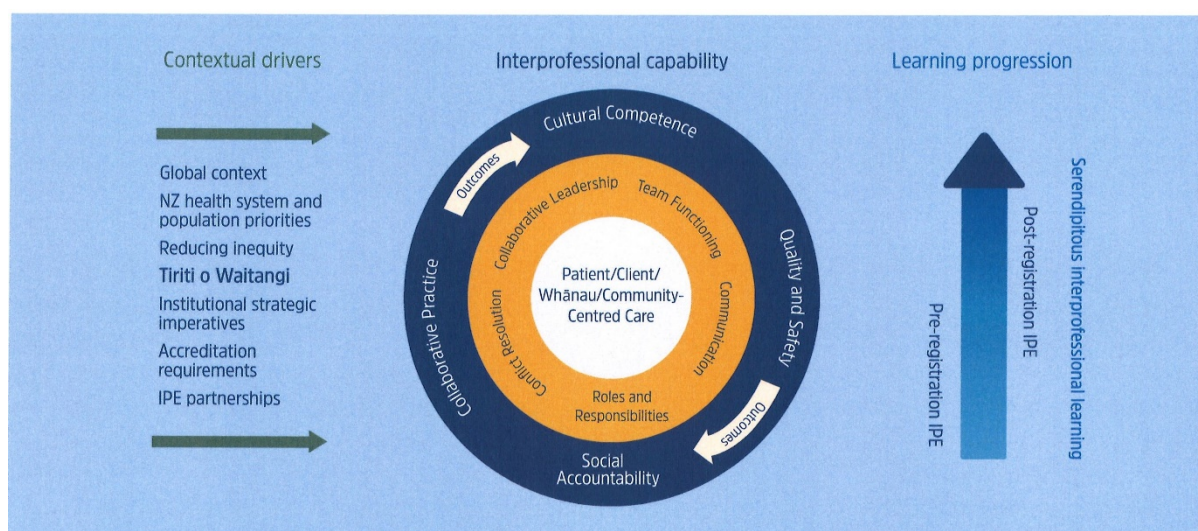 Contextual drivers
Global context
NZ health system and
population priorities
Reducing inequity
Tiriti o Waitangi
Institutional strategic
imperatives
Accreditation
requirements
IPE partnerships
Interprofessional capability
Cultural Competence
Quality and Safety
Social
Accountability
Collaborative Practice
Outcomes
Outcomes
Collaborative Leadership
Team Functioning
Communication
Roles and
Responsibilities
Conflict Resolution
Patient/Client/
Whānau/Community-
Centred Care
Learning progression
Pre-registration IPE
Post-registration IPE
Serendipitous interprofessional learning